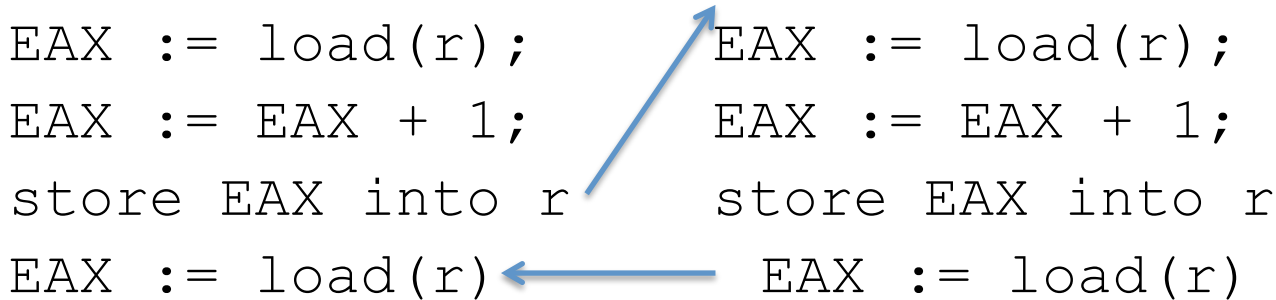 EAX := load(r); EAX := load(r);
EAX := EAX + 1; EAX := EAX + 1;
store EAX into r store EAX into r
EAX := load(r) EAX := load(r)